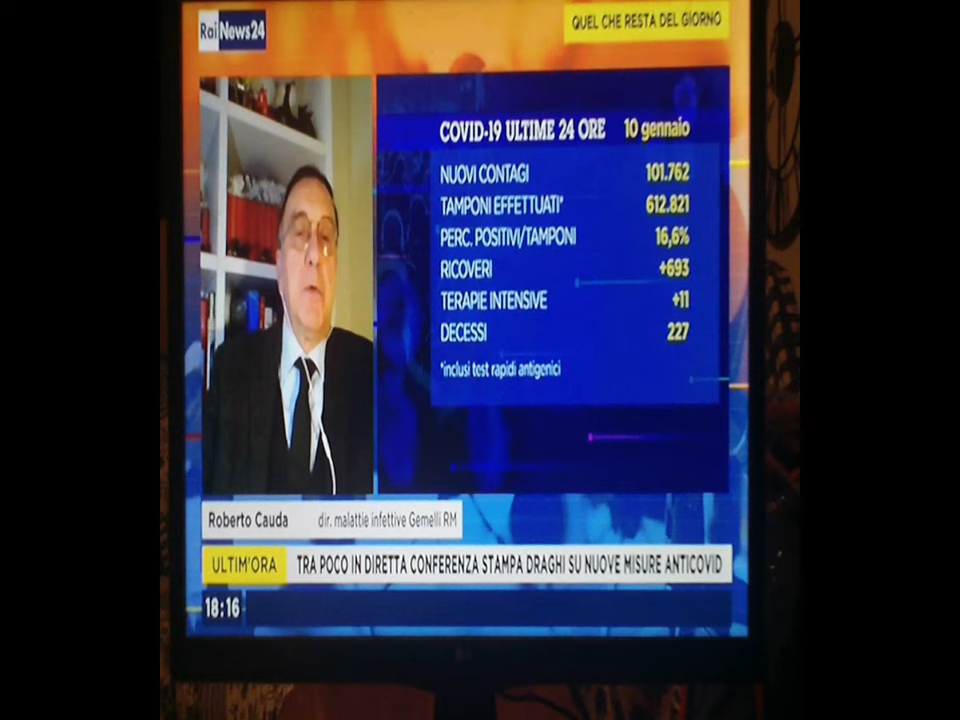 Rai News24
QUEL CHE RESTA DEL GIORNO
COVID-19 ULTIME 24 ORE 10 gennaio
NUOVI CONTAGI 101.762
TAMPONI EFFETTUATI* 612.821
PERC. POSITIVI/TAMPONI 16,6%
RICOVERI +693
TERAPIE INTENSIVE +11
DECESSI 227
*inclusi test rapidi antigenici
Roberto Cauda dir. malattie infettive Gemelli RM
ULTIM'ORA TRA POCO IN DIRETTA CONFERENZA STAMPA DRAGHI SU NUOVE MISURE ANTICOVID
18:16